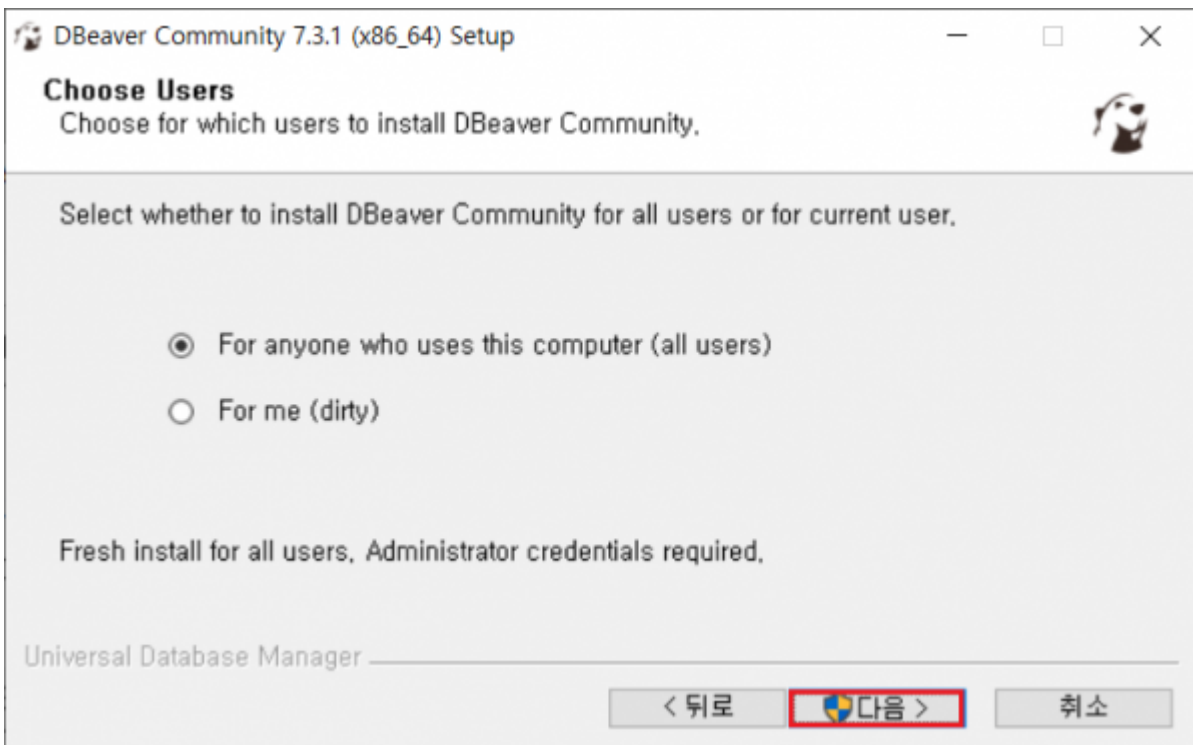 DBeaver Community 7.3.1 (x86_64) Setup
Choose Users
Choose for which users to install DBeaver Community.
Select whether to install DBeaver Community for all users or for current user.
For anyone who uses this computer (all users)
For me (dirty)
Fresh install for all users. Administrator credentials required.
Universal Database Manager
< 뒤로 다음 > 취소